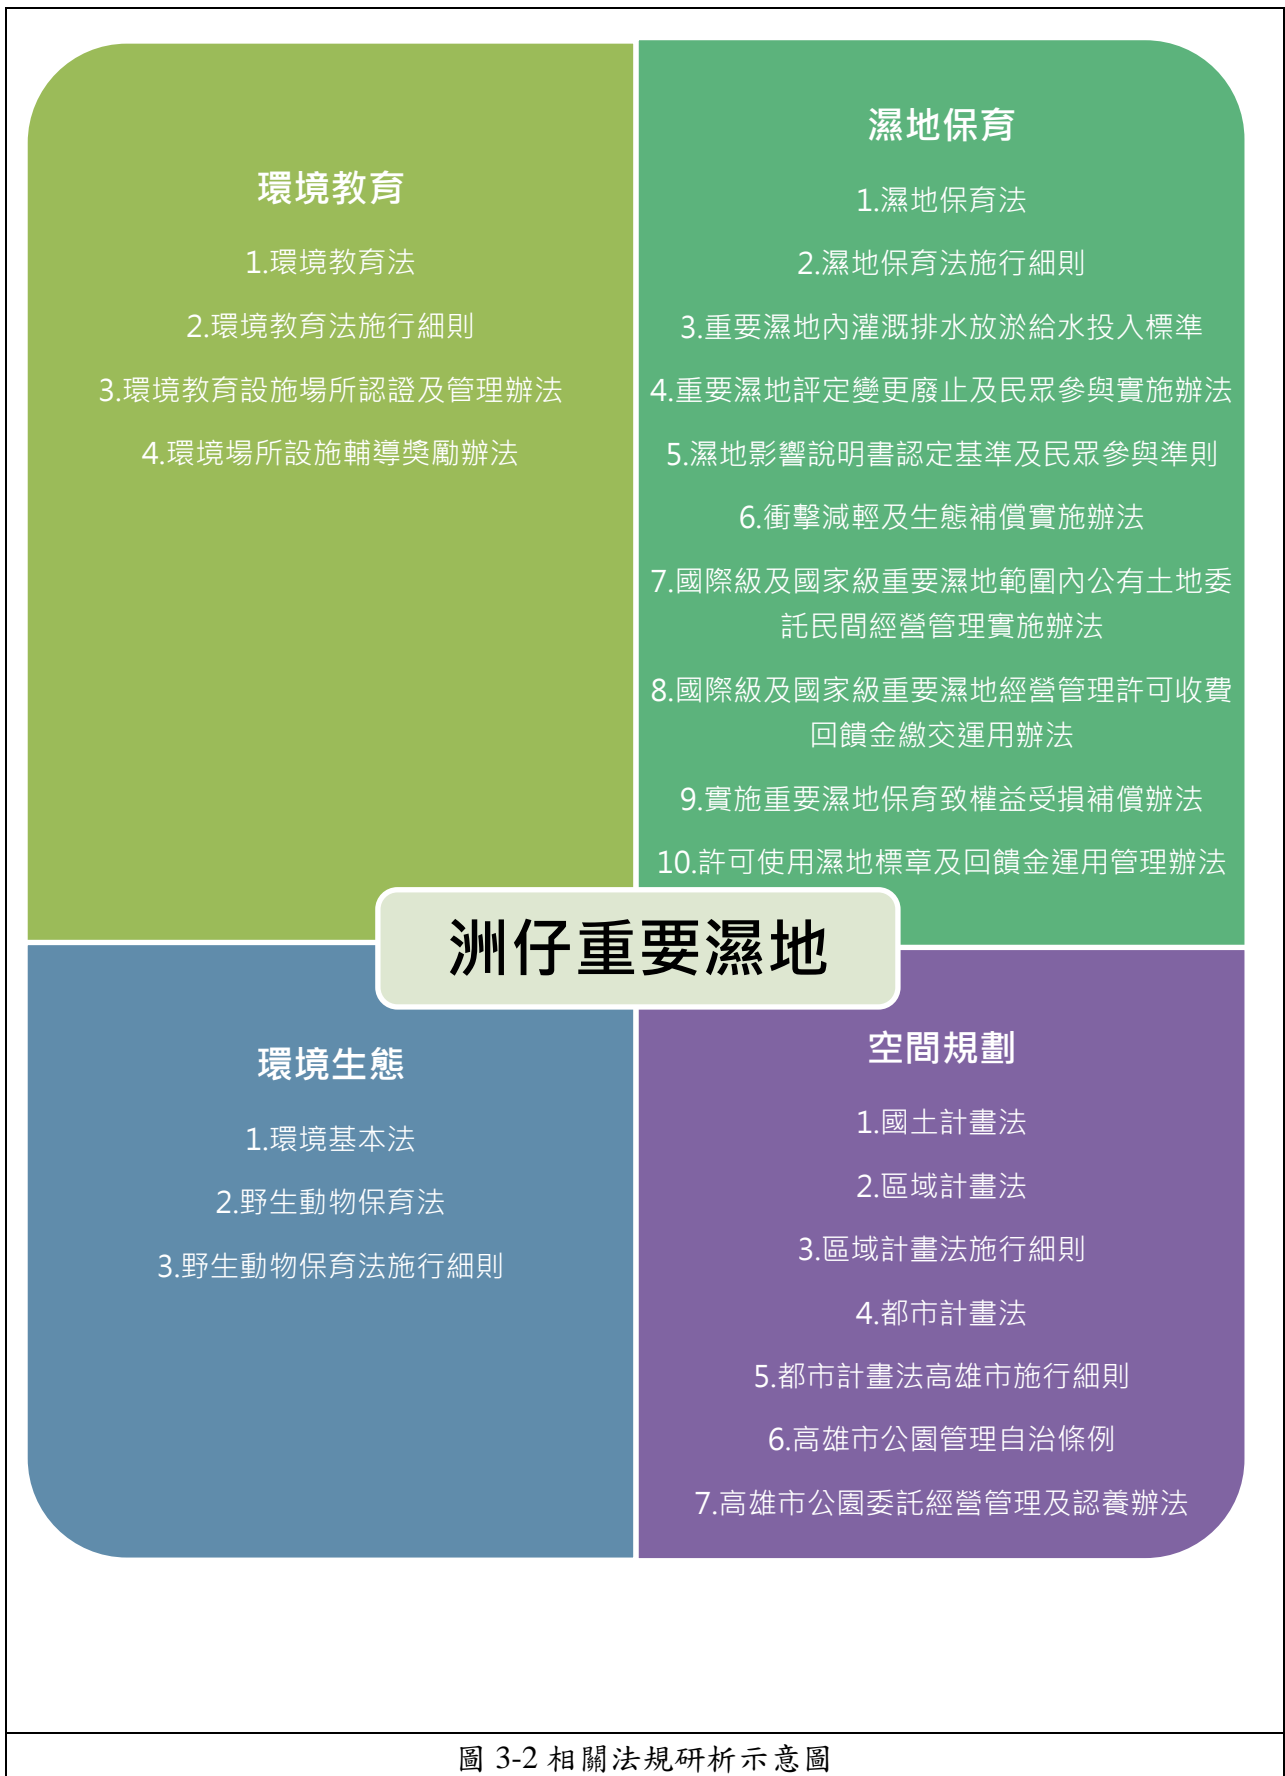 環境教育
1.環境教育法
2.環境教育法施行細則
3.環境教育設施場所認證及管理辦法
4.環境場所設施輔導獎勵辦法
濕地保育
1.濕地保育法
2.濕地保育法施行細則
3.重要濕地內灌溉排水放淤給水投入標準
4.重要濕地評定變更廢止及民眾參與實施辦法
5.濕地影響說明書認定基準及民眾參與準則
6.衝擊減輕及生態補償實施辦法
7.國際級及國家級重要濕地範圍內公有土地委
託民間經營管理實施辦法
8.國際級及國家級重要濕地經營管理許可收費
回饋金繳交運用辦法
9.實施重要濕地保育致權益受損補償辦法
10.許可使用濕地標章及回饋金運用管理辦法
洲仔重要濕地
環境生態
1.環境基本法
2.野生動物保育法
3.野生動物保育法施行細則
空間規劃
1.國土計畫法
2.區域計畫法
3.區域計畫法施行細則
4.都市計畫法
5.都市計畫法高雄市施行細則
6.高雄市公園管理自治條例
7.高雄市公園委託經營管理及認養辦法
圖 3-2 相關法規研析示意圖